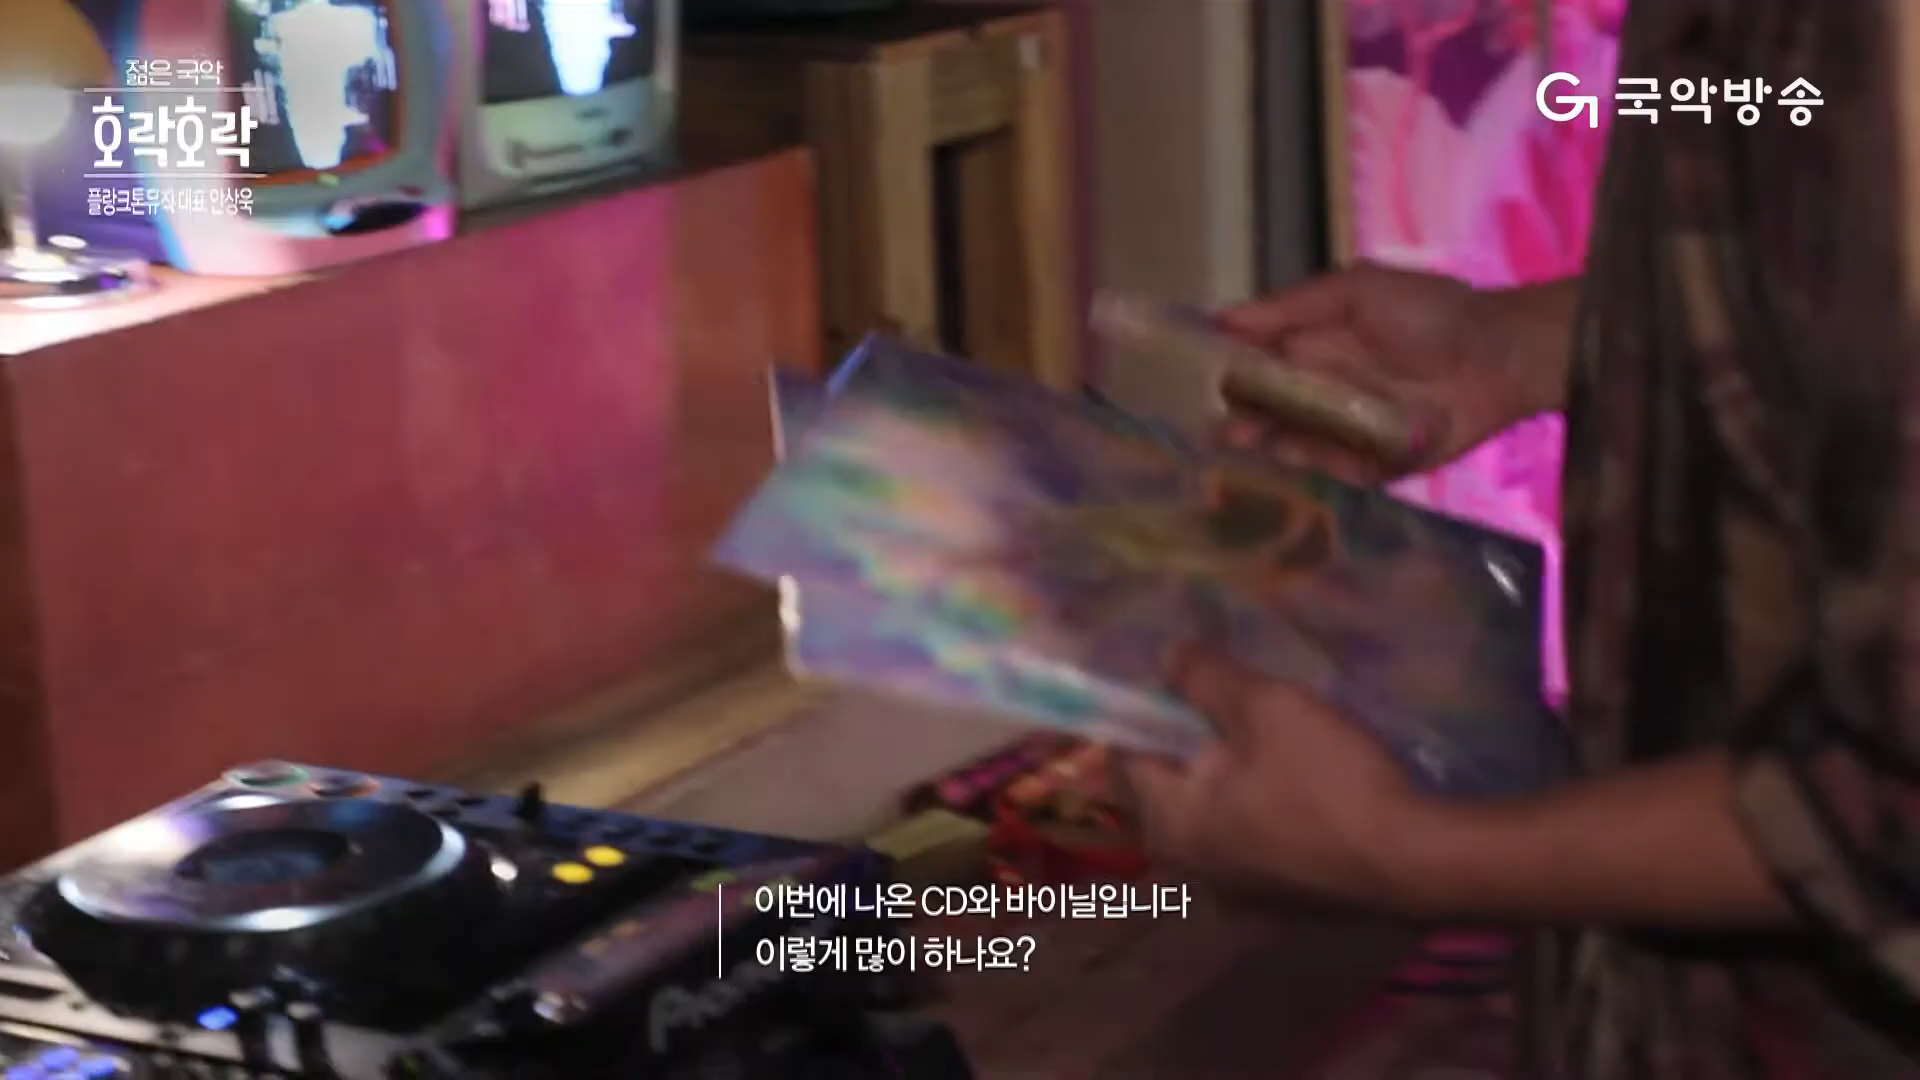 젊은 국악
호락호락
플랑크톤뮤직 대표 안상욱
국악방송
이번에 나온 CD와 바이닐입니다
이렇게 많이 하나요?
Pioneer